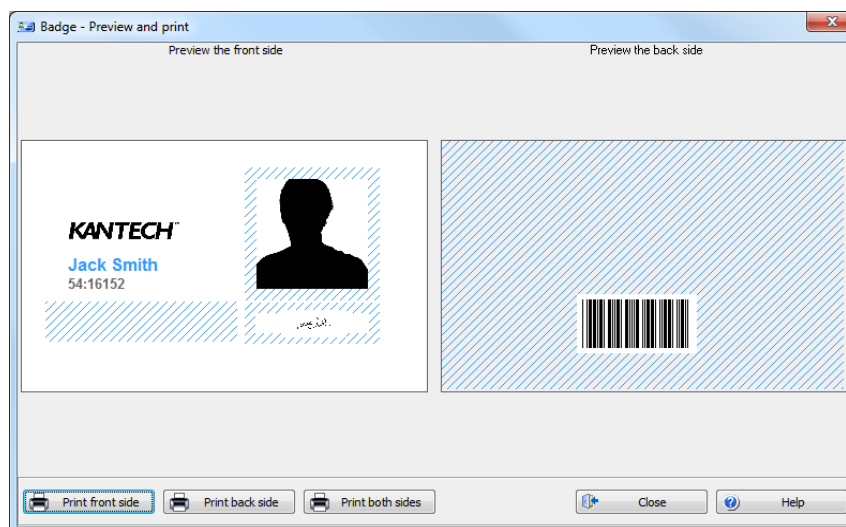 Badge - Preview and print
Preview the front side
Preview the back side
KANTECH™
Jack Smith
54:16152
Print front side
Print back side
Print both sides
Close
Help